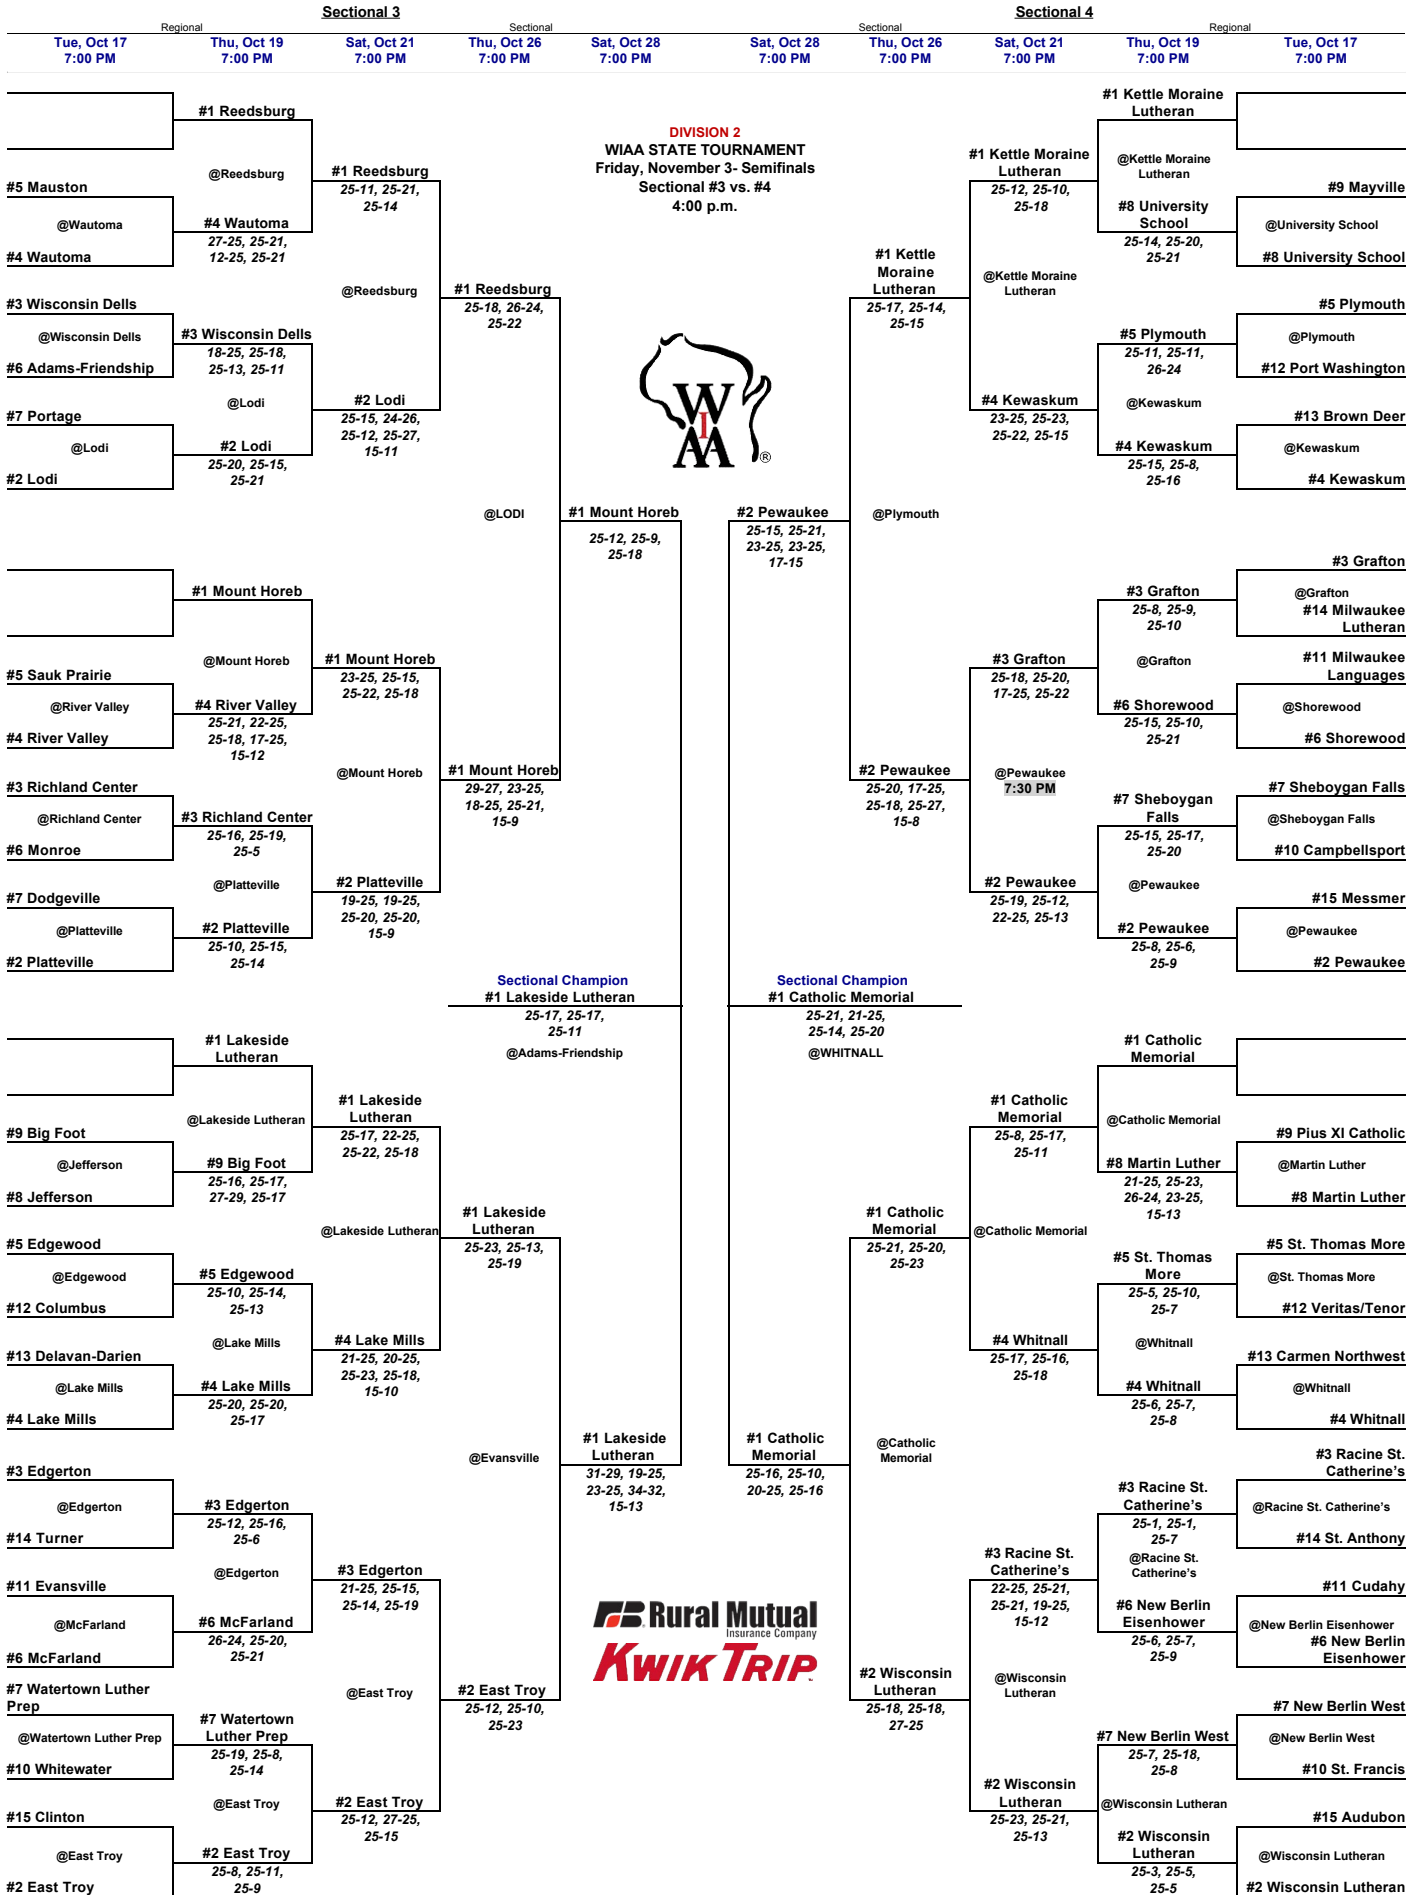 Sectional 3
Sectional 4
Regional
Sectional
Sectional
Regional
Tue, Oct 17
7:00 PM
Thu, Oct 19
7:00 PM
Sat, Oct 21
7:00 PM
Thu, Oct 26
7:00 PM
Sat, Oct 28
7:00 PM
Sat, Oct 28
7:00 PM
Thu, Oct 26
7:00 PM
Sat, Oct 21
7:00 PM
Thu, Oct 19
7:00 PM
Tue, Oct 17
7:00 PM
DIVISION 2
WIAA STATE TOURNAMENT
Friday, November 3- Semifinals
Sectional #3 vs. #4
4:00 p.m.
WIAA
®
#5 Mauston
@Wautoma
#4 Wautoma
#3 Wisconsin Dells
@Wisconsin Dells
#6 Adams-Friendship
#7 Portage
@Lodi
#2 Lodi
#5 Sauk Prairie
@River Valley
#4 River Valley
#3 Richland Center
@Richland Center
#6 Monroe
#7 Dodgeville
@Platteville
#2 Platteville
#9 Big Foot
@Jefferson
#8 Jefferson
#5 Edgewood
@Edgewood
#12 Columbus
#13 Delavan-Darien
@Lake Mills
#4 Lake Mills
#3 Edgerton
@Edgerton
#14 Turner
#11 Evansville
@McFarland
#6 McFarland
#7 Watertown Luther
Prep
@Watertown Luther Prep
#10 Whitewater
#15 Clinton
@East Troy
#2 East Troy
#1 Reedsburg
@Reedsburg
#4 Wautoma
27-25, 25-21,
12-25, 25-21
#3 Wisconsin Dells
18-25, 25-18,
25-13, 25-11
@Lodi
#2 Lodi
25-20, 25-15,
25-21
#1 Mount Horeb
@Mount Horeb
#4 River Valley
25-21, 22-25,
25-18, 17-25,
15-12
#3 Richland Center
25-16, 25-19,
25-5
@Platteville
#2 Platteville
25-10, 25-15,
25-14
#1 Lakeside
Lutheran
@Lakeside Lutheran
#9 Big Foot
25-16, 25-17,
27-29, 25-17
#5 Edgewood
25-10, 25-14,
25-13
@Lake Mills
#4 Lake Mills
25-20, 25-20,
25-17
#3 Edgerton
25-12, 25-16,
25-6
@Edgerton
#6 McFarland
26-24, 25-20,
25-21
#7 Watertown
Luther Prep
25-19, 25-8,
25-14
@East Troy
#2 East Troy
25-8, 25-11,
25-9
#1 Reedsburg
25-11, 25-21,
25-14
@Reedsburg
#2 Lodi
25-15, 24-26,
25-12, 25-27,
15-11
#1 Mount Horeb
23-25, 25-15,
25-22, 25-18
@Mount Horeb
#2 Platteville
19-25, 19-25,
25-20, 25-20,
15-9
#1 Lakeside
Lutheran
25-17, 22-25,
25-22, 25-18
@Lakeside Lutheran
#4 Lake Mills
21-25, 20-25,
25-23, 25-18,
15-10
#3 Edgerton
21-25, 25-15,
25-14, 25-19
@East Troy
#2 East Troy
25-12, 27-25,
25-15
#1 Reedsburg
25-18, 26-24,
25-22
@LODI
#1 Mount Horeb
29-27, 23-25,
18-25, 25-21,
15-9
#1 Lakeside
Lutheran
25-23, 25-13,
25-19
@Evansville
#2 East Troy
25-12, 25-10,
25-23
#1 Mount Horeb
25-12, 25-9,
25-18
Sectional Champion
#1 Lakeside Lutheran
25-17, 25-17,
25-11
@Adams-Friendship
#1 Lakeside
Lutheran
31-29, 19-25,
23-25, 34-32,
15-13
#2 Pewaukee
25-15, 25-21,
23-25, 23-25,
17-15
Sectional Champion
#1 Catholic Memorial
25-21, 21-25,
25-14, 25-20
@WHITNALL
#1 Catholic
Memorial
25-16, 25-10,
20-25, 25-16
#1 Kettle
Moraine
Lutheran
25-17, 25-14,
25-15
@Plymouth
#2 Pewaukee
25-20, 17-25,
25-18, 25-27,
15-8
#1 Catholic
Memorial
25-21, 25-20,
25-23
@Catholic
Memorial
#2 Wisconsin
Lutheran
25-18, 25-18,
27-25
#1 Kettle Moraine
Lutheran
25-12, 25-10,
25-18
@Kettle Moraine
Lutheran
#4 Kewaskum
23-25, 25-23,
25-22, 25-15
#3 Grafton
25-18, 25-20,
17-25, 25-22
@Pewaukee
7:30 PM
#2 Pewaukee
25-19, 25-12,
22-25, 25-13
#1 Catholic
Memorial
25-8, 25-17,
25-11
@Catholic Memorial
#4 Whitnall
25-17, 25-16,
25-18
#3 Racine St.
Catherine's
22-25, 25-21,
25-21, 19-25,
15-12
@Wisconsin
Lutheran
#2 Wisconsin
Lutheran
25-23, 25-21,
25-13
#1 Kettle Moraine
Lutheran
@Kettle Moraine
Lutheran
#8 University
School
25-14, 25-20,
25-21
#5 Plymouth
25-11, 25-11,
26-24
@Kewaskum
#4 Kewaskum
25-15, 25-8,
25-16
#3 Grafton
25-8, 25-9,
25-10
@Grafton
#6 Shorewood
25-15, 25-10,
25-21
#7 Sheboygan
Falls
25-15, 25-17,
25-20
@Pewaukee
#2 Pewaukee
25-8, 25-6,
25-9
#1 Catholic
Memorial
@Catholic Memorial
#8 Martin Luther
21-25, 25-23,
26-24, 23-25,
15-13
#5 St. Thomas
More
25-5, 25-10,
25-7
@Whitnall
#4 Whitnall
25-6, 25-7,
25-8
#3 Racine St.
Catherine's
25-1, 25-1,
25-7
@Racine St.
Catherine's
#6 New Berlin
Eisenhower
25-6, 25-7,
25-9
#7 New Berlin West
25-7, 25-18,
25-8
@Wisconsin Lutheran
#2 Wisconsin
Lutheran
25-3, 25-5,
25-5
#9 Mayville
@University School
#8 University School
#5 Plymouth
@Plymouth
#12 Port Washington
#13 Brown Deer
@Kewaskum
#4 Kewaskum
#3 Grafton
@Grafton
#14 Milwaukee
Lutheran
#11 Milwaukee
Languages
@Shorewood
#6 Shorewood
#7 Sheboygan Falls
@Sheboygan Falls
#10 Campbellsport
#15 Messmer
@Pewaukee
#2 Pewaukee
#9 Pius XI Catholic
@Martin Luther
#8 Martin Luther
#5 St. Thomas More
@St. Thomas More
#12 Veritas/Tenor
#13 Carmen Northwest
@Whitnall
#4 Whitnall
#3 Racine St.
Catherine's
@Racine St. Catherine's
#14 St. Anthony
#11 Cudahy
@New Berlin Eisenhower
#6 New Berlin
Eisenhower
#7 New Berlin West
@New Berlin West
#10 St. Francis
#15 Audubon
@Wisconsin Lutheran
#2 Wisconsin Lutheran
Rural Mutual
Insurance Company
KWIK TRIP